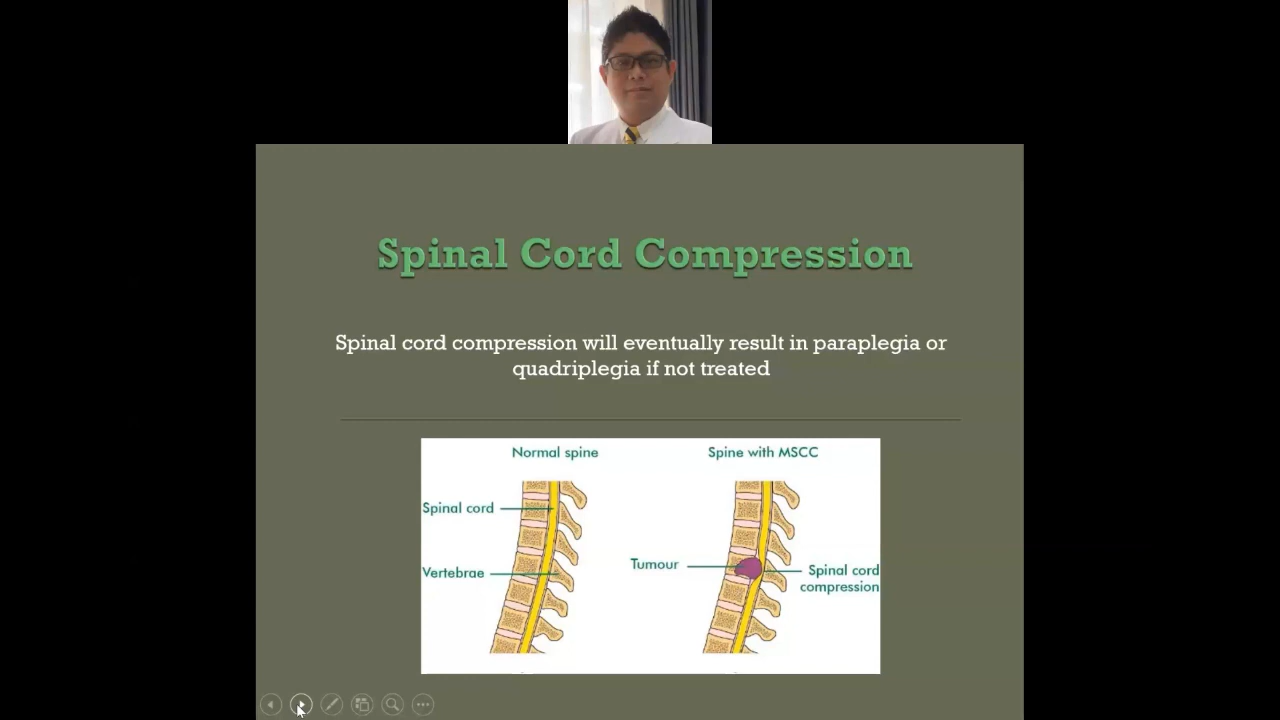 Spinal Cord Compression
Spinal cord compression will eventually result in paraplegia or
quadriplegia if not treated
Normal spine
Spine with MSCC
Spinal cord
Vertebrae
Tumour
Spinal cord
compression